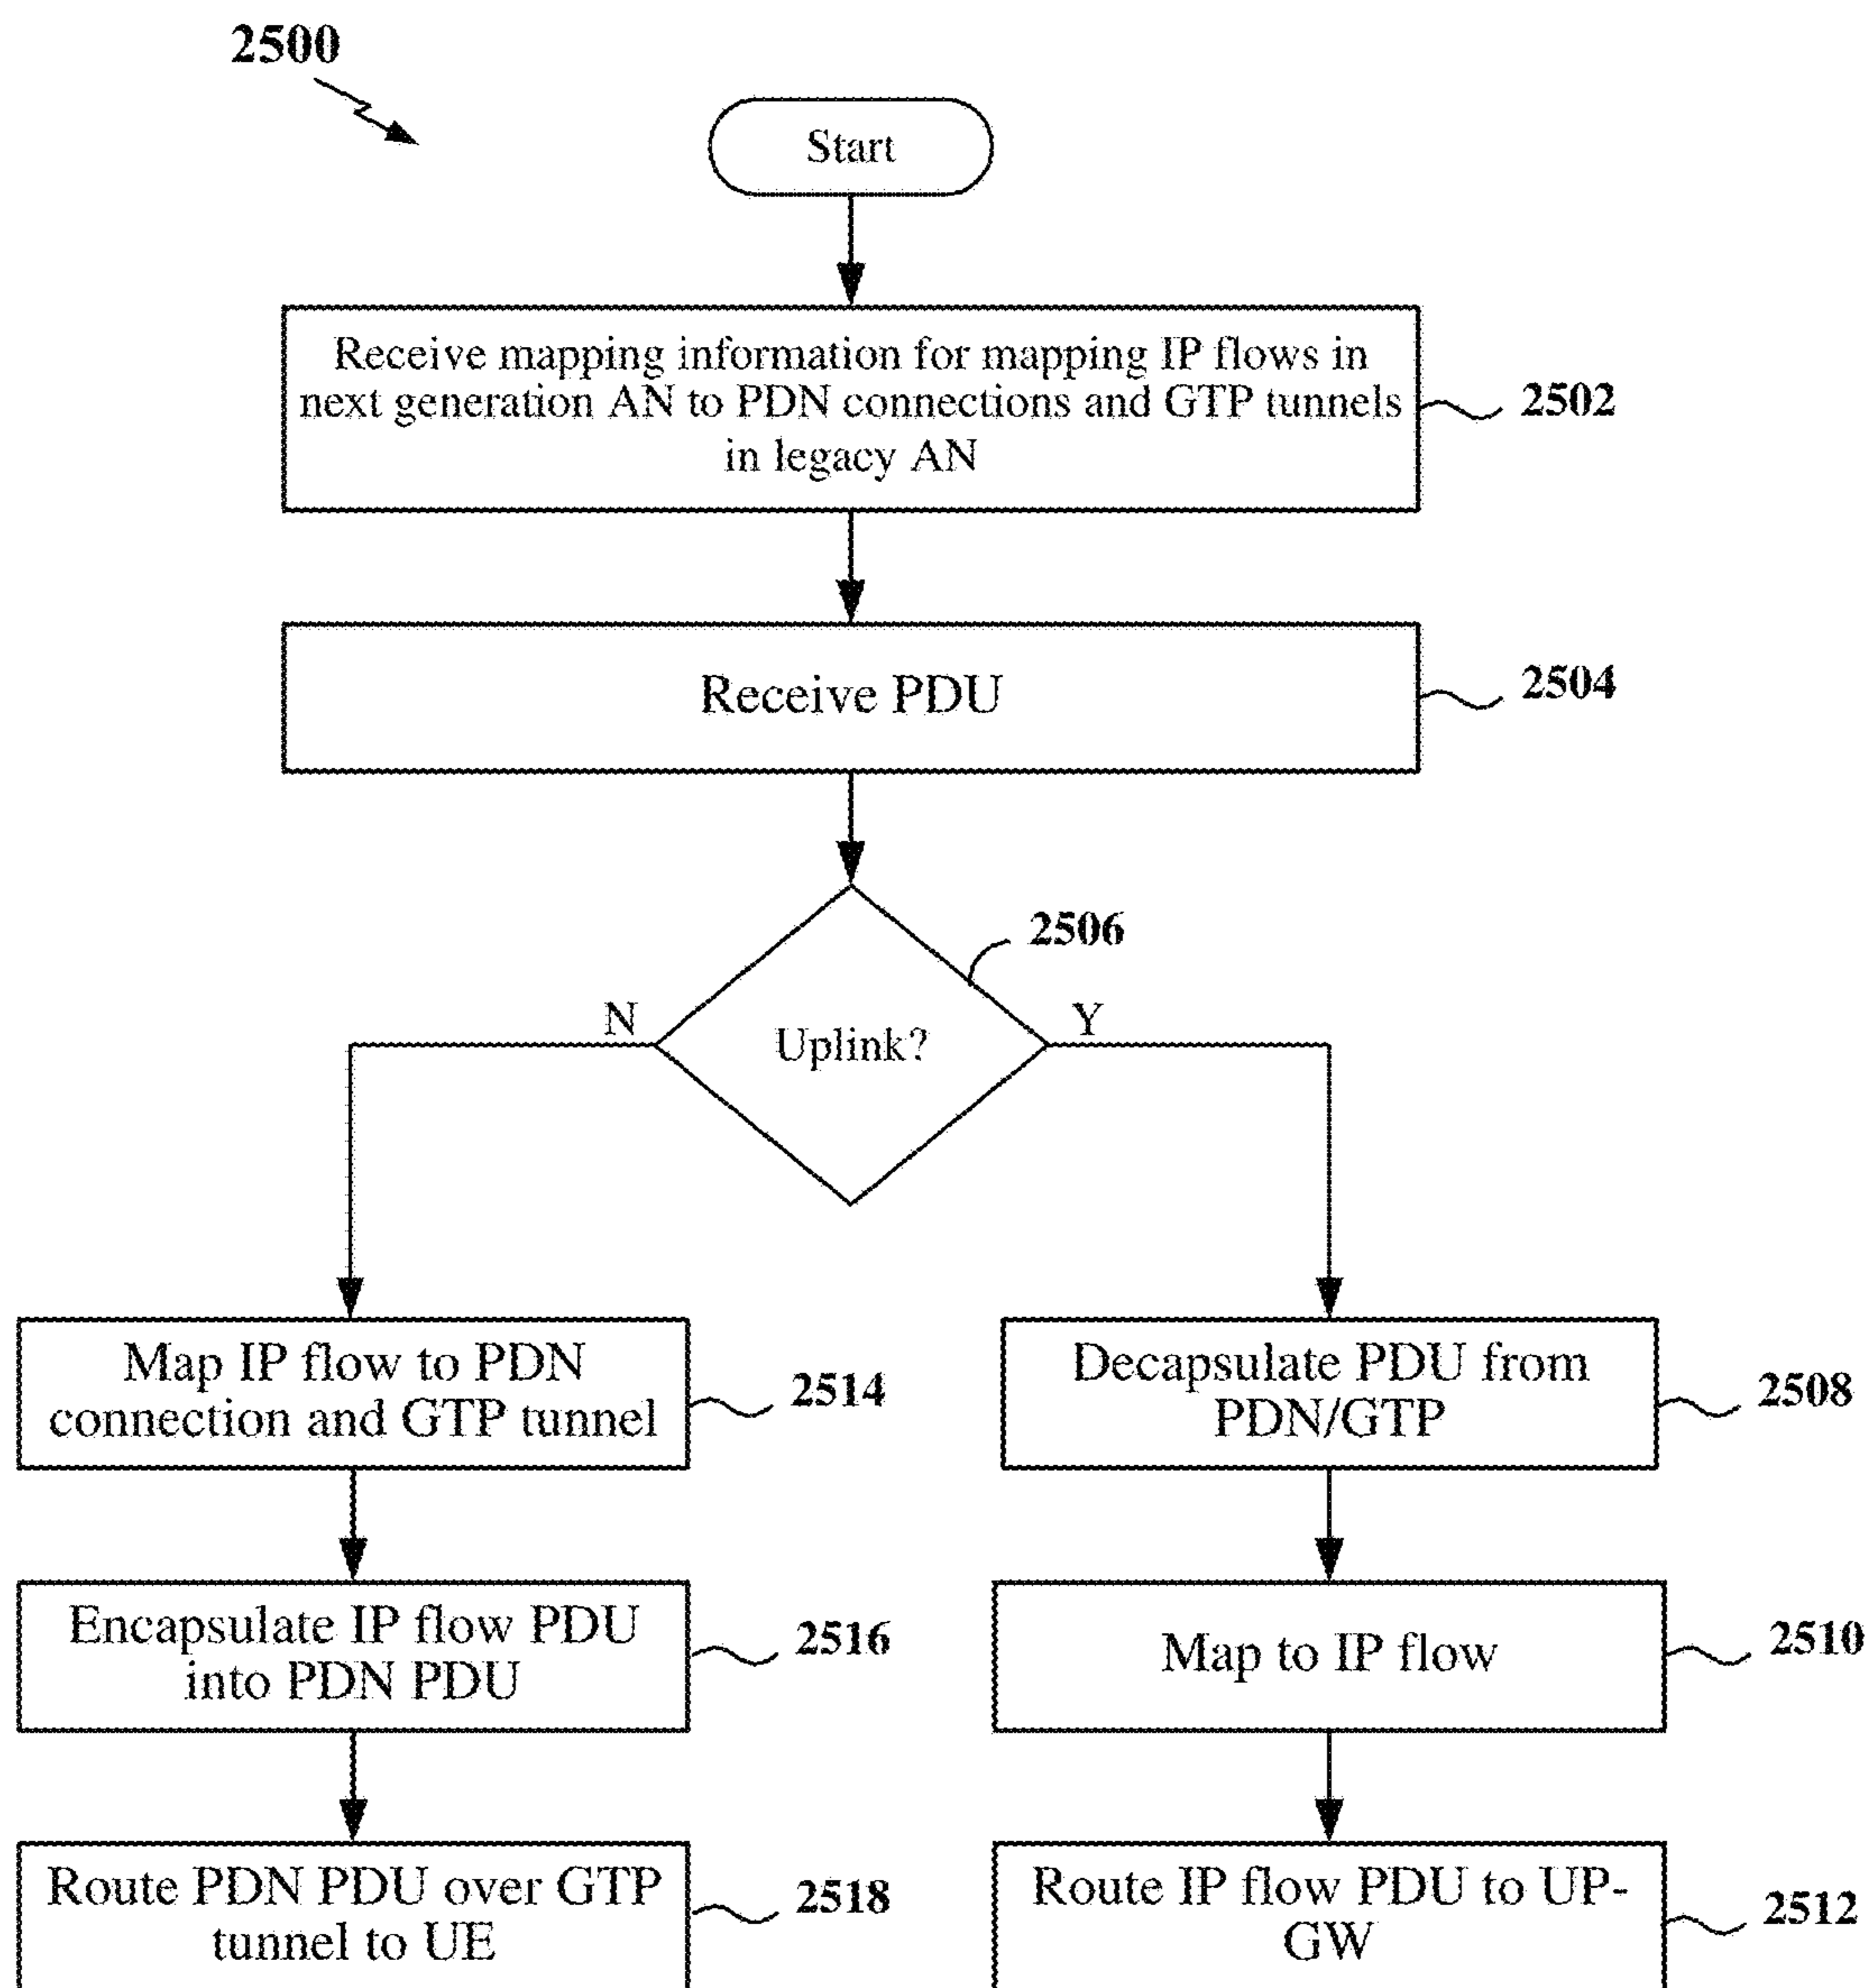 2500
Start
Receive mapping information for mapping IP flows in
next generation AN to PDN connections and GTP tunnels
in legacy AN
2502
Receive PDU
2504
2506
N
Uplink?
Y
Map IP flow to PDN
connection and GTP tunnel
2514
Decapsulate PDU from
PDN/GTP
2508
Encapsulate IP flow PDU
into PDN PDU
2516
Map to IP flow
2510
Route PDN PDU over GTP
tunnel to UE
2518
Route IP flow PDU to UP-
GW
2512